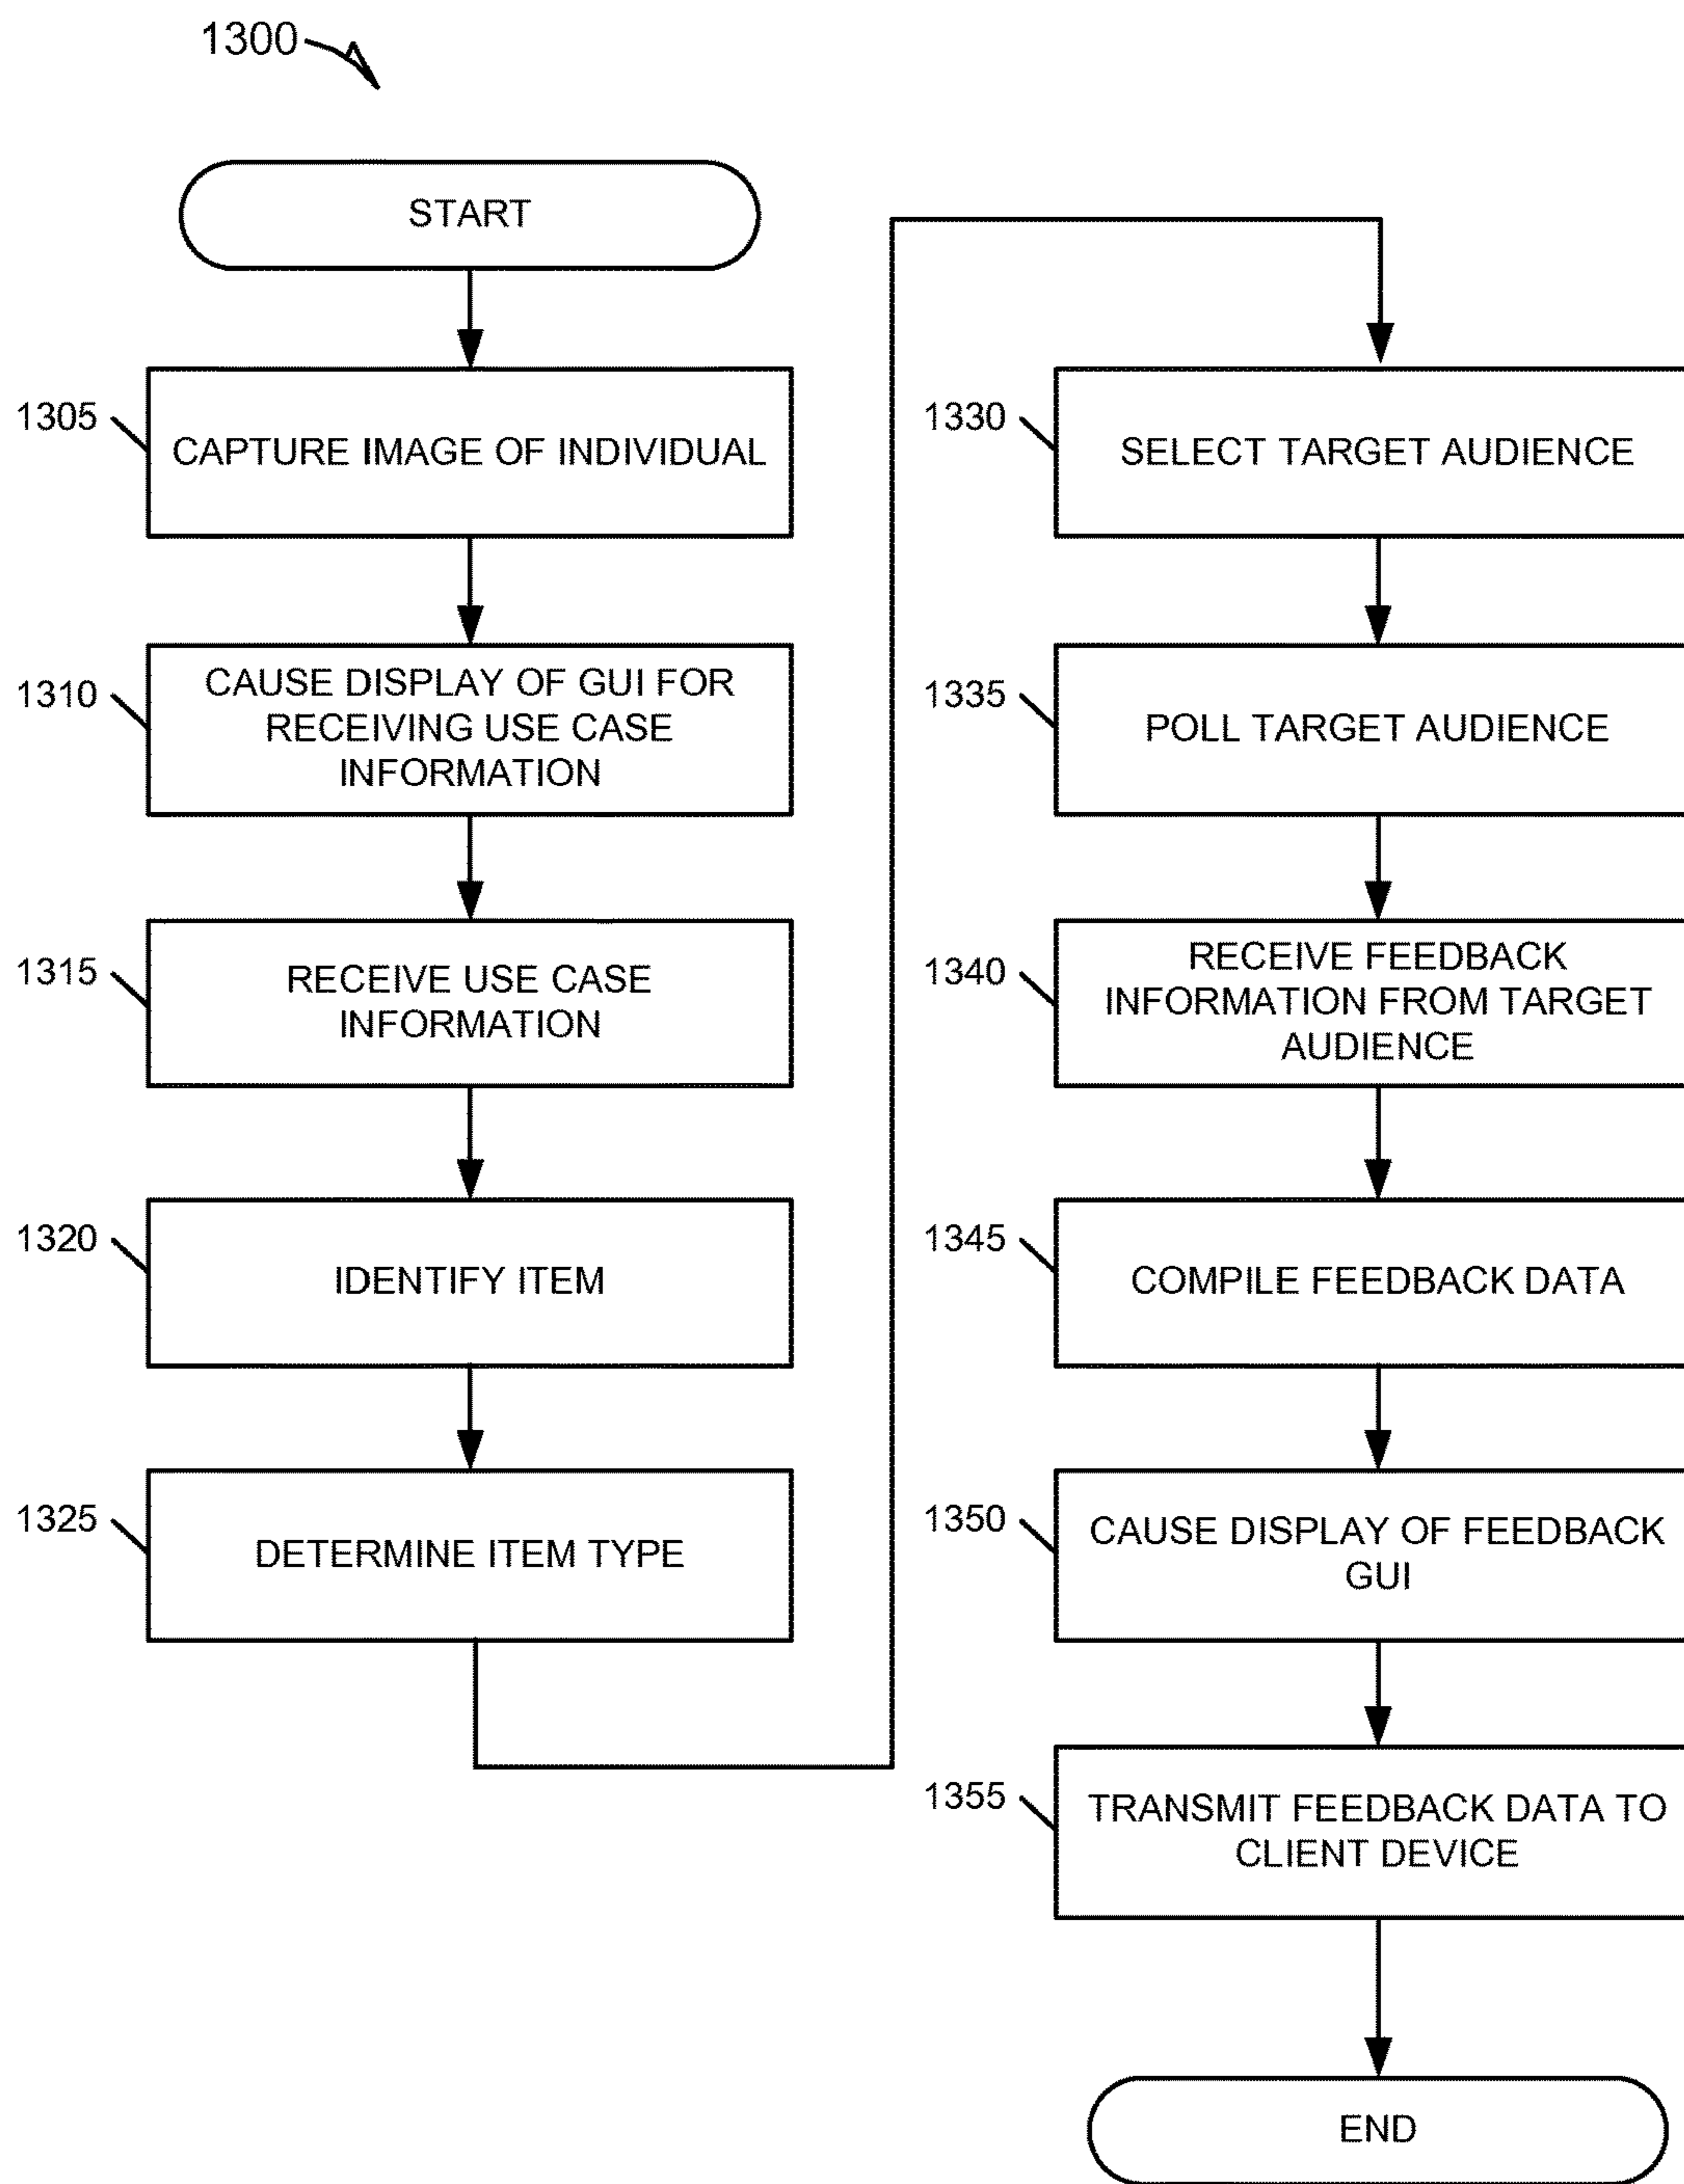 1300
START
1305
CAPTURE IMAGE OF INDIVIDUAL
1310
CAUSE DISPLAY OF GUI FOR
RECEIVING USE CASE
INFORMATION
1315
RECEIVE USE CASE
INFORMATION
1320
IDENTIFY ITEM
1325
DETERMINE ITEM TYPE
1330
SELECT TARGET AUDIENCE
1335
POLL TARGET AUDIENCE
1340
RECEIVE FEEDBACK
INFORMATION FROM TARGET
AUDIENCE
1345
COMPILE FEEDBACK DATA
1350
CAUSE DISPLAY OF FEEDBACK
GUI
1355
TRANSMIT FEEDBACK DATA TO
CLIENT DEVICE
END